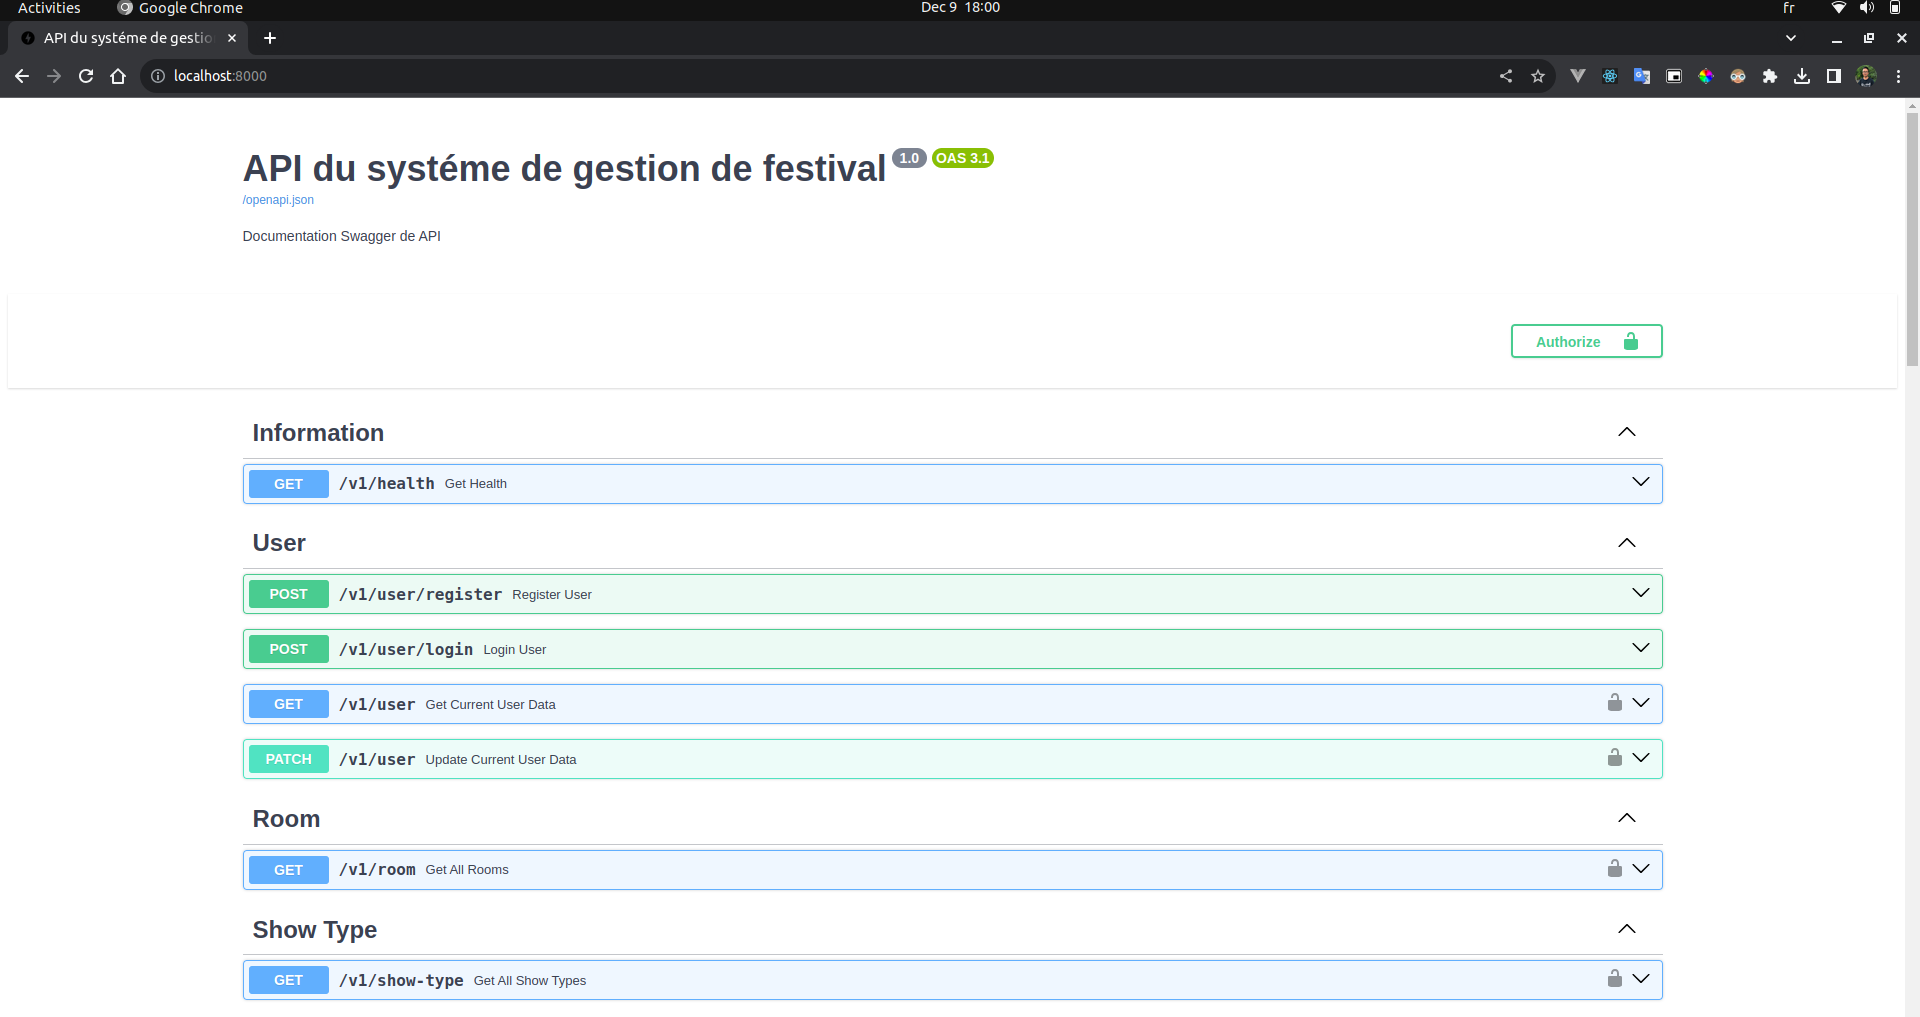 Activities
Google Chrome
Dec 9 18:00
fr
API du systéme de gestio
localhost:8000
API du systéme de gestion de festival 1.0 OAS 3.1
/openapi.json
Documentation Swagger de API
Authorize
Information
GET /v1/health Get Health
User
POST /v1/user/register Register User
POST /v1/user/login Login User
GET /v1/user Get Current User Data
PATCH /v1/user Update Current User Data
Room
GET /v1/room Get All Rooms
Show Type
GET /v1/show-type Get All Show Types